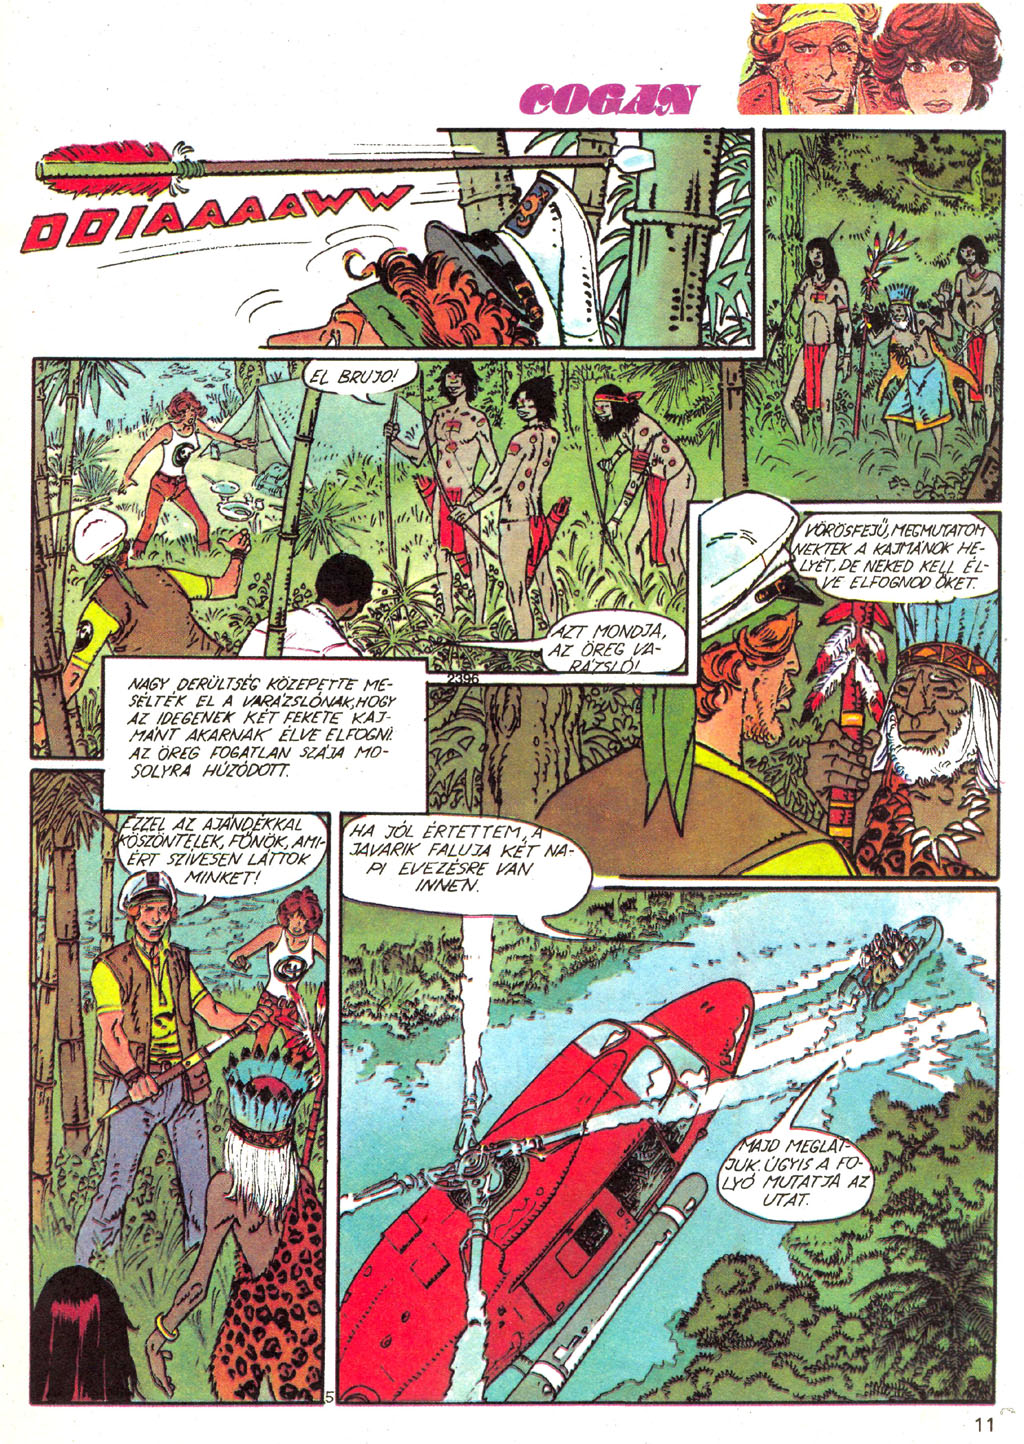 COGAN
DDIAAAAWW
EL BRUJO!
AZT MONDJA,
AZ ÖREG VA-
RÁZSLÓ!
2396
VÖRÖSFEJŰ, MEGMUTATOM
NEKTEK A KAJMÁNOK HE-
LYÉT, DE NEKED KELL ÉL-
VE ELFOGNOD ŐKET.
NAGY DERÜLTSÉG KÖZEPETTE ME-
SÉLTEK EL A VARÁZSLÓNAK, HOGY
AZ IDEGENEK KÉT FEKETE KAJ-
MÁNT AKARNAK ÉLVE ELFOGNI.
AZ ÖREG FOGATLAN SZÁJA MO-
SOLYRA HÚZÓDOTT.
EZZEL AZ AJÁNDÉKKAL
KÖSZÖNTELEK, FŐNÖK, AMI-
ÉRT SZÍVESEN LÁTTOK
MINKET!
HA JÓL ÉRTETTEM, A
JAVARIK FALUJA KÉT NA-
PI EVEZÉSRE VAN
INNEN.
MAJD MEGLÁT-
JUK. ÚGYIS A FO-
LYÓ MUTATJA AZ
UTAT.
5
11